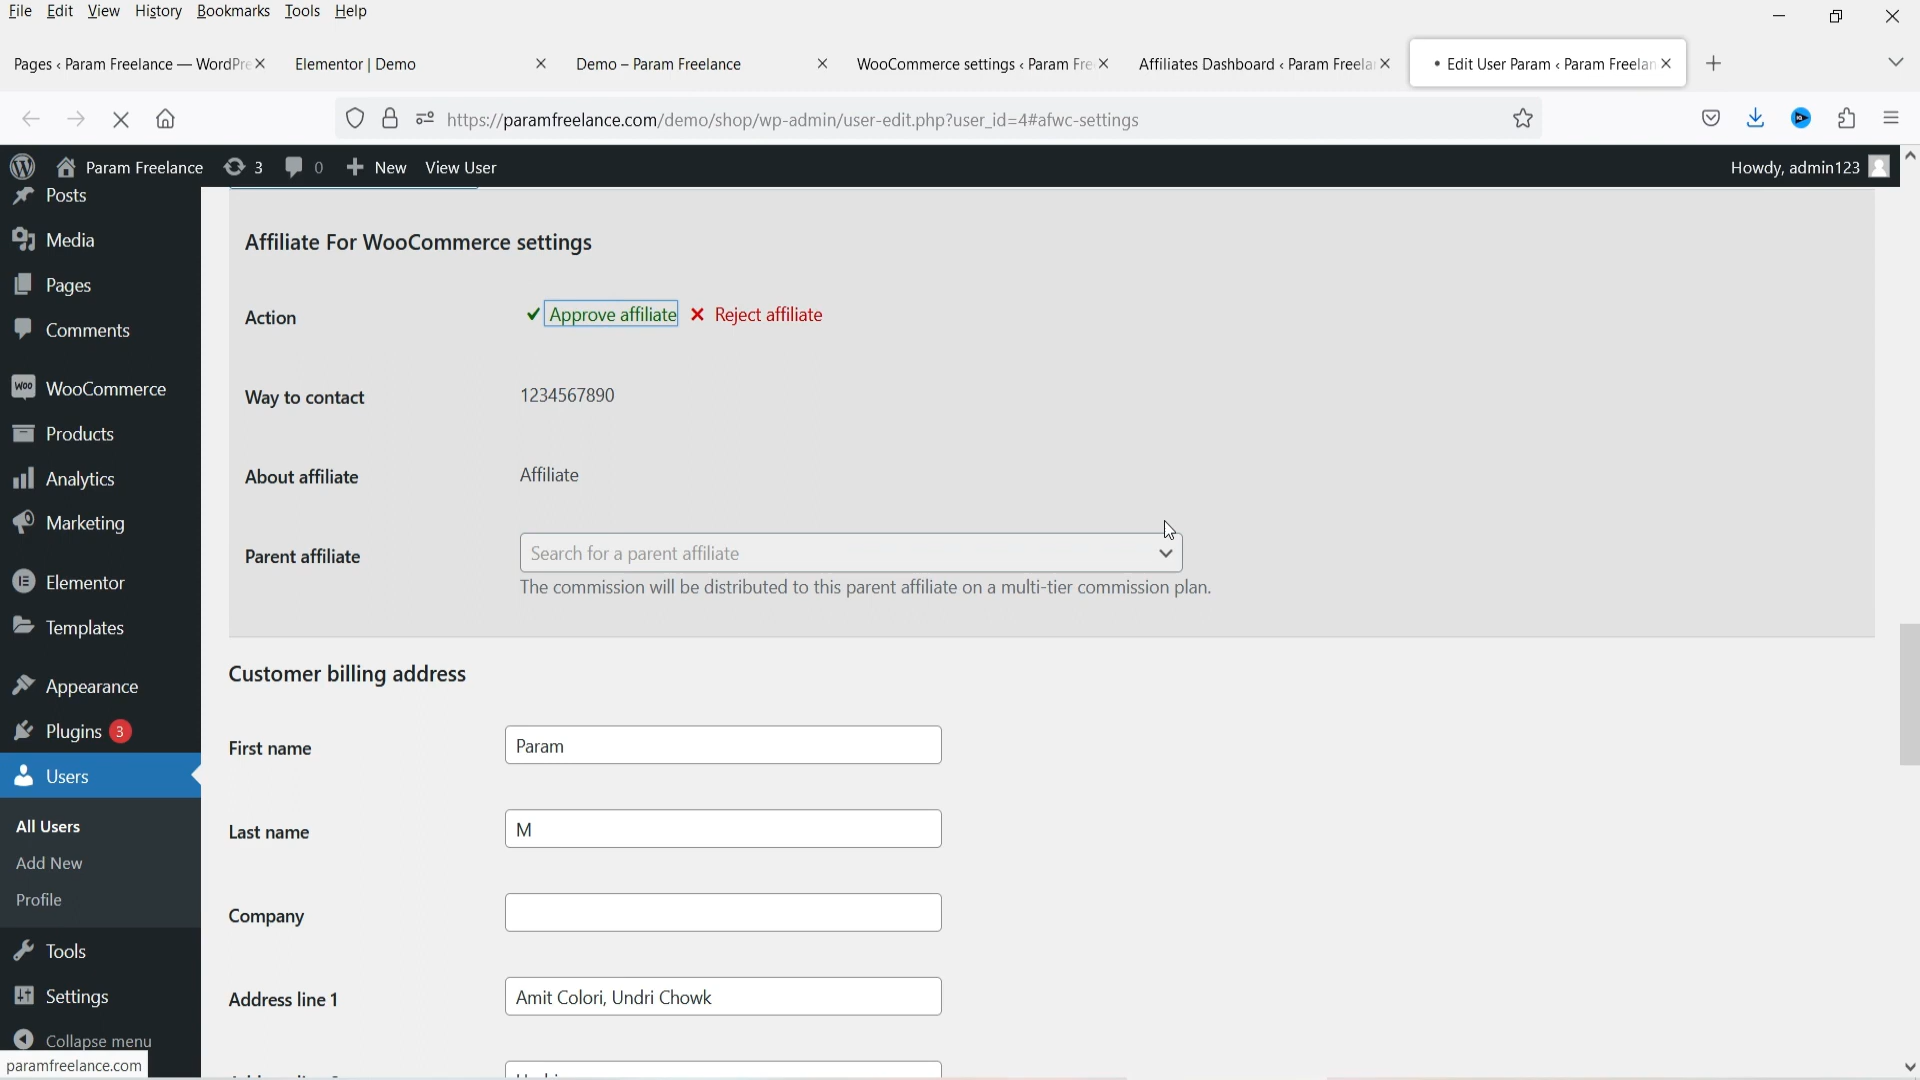 File Edit View History Bookmarks Tools Help
Pages ‹ Param Freelance — WordPre
Elementor | Demo
Demo – Param Freelance
WooCommerce settings ‹ Param Fre
Affiliates Dashboard ‹ Param Freelan
• Edit User Param ‹ Param Freelan
https://paramfreelance.com/demo/shop/wp-admin/user-edit.php?user_id=4#afwc-settings
Param Freelance 3 0 New View User Howdy, admin123
Posts
Media
Pages
Comments
WooCommerce
Products
Analytics
Marketing
Elementor
Templates
Appearance
Plugins 3
Users
All Users
Add New
Profile
Tools
Settings
Collapse menu
paramfreelance.com
Affiliate For WooCommerce settings
Action Approve affiliate Reject affiliate
Way to contact 1234567890
About affiliate Affiliate
Parent affiliate Search for a parent affiliate
The commission will be distributed to this parent affiliate on a multi-tier commission plan.
Customer billing address
First name Param
Last name M
Company
Address line 1 Amit Colori, Undri Chowk